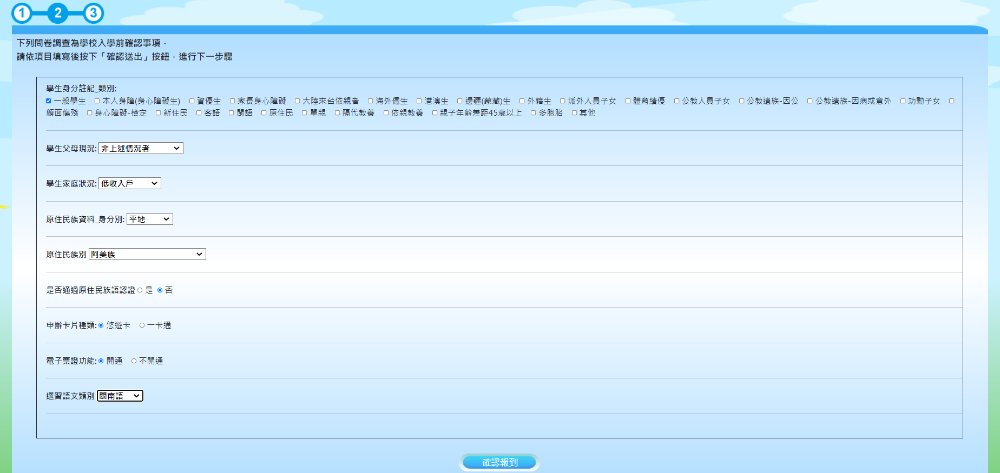 1 2 3
下列問卷調查為學校入學前確認事項，
請依項目填寫後按下「確認送出」按鈕，進行下一步驟
學生身分註記_類別:
一般學生 本人身障(身心障礙生) 資優生 家長身心障礙 大陸來台依親者 海外僑生 港澳生 邊疆(蒙藏)生 外籍生 派外人員子女 體育績優 公教人員子女 公教遺族-因公 公教遺族-因病或意外 功勳子女
顏面傷殘 身心障礙-檢定 新住民 客語 閩語 原住民 單親 隔代教養 依親教養 親子年齡差距45歲以上 多胞胎 其他
學生父母現況: 非上述情況者
學生家庭狀況: 低收入戶
原住民族資料_身分別: 平地
原住民族別 阿美族
是否通過原住民族語認證 是 否
申辦卡片種類: 悠遊卡 一卡通
電子票證功能: 開通 不開通
選習語文類別 閩南語
確認報到